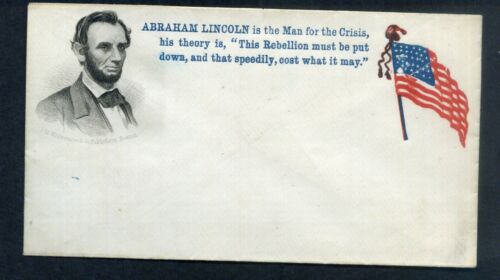 ABRAHAM LINCOLN is the Man for the Crisis,
his theory is, "This Rebellion must be put
down, and that speedily, cost what it may."